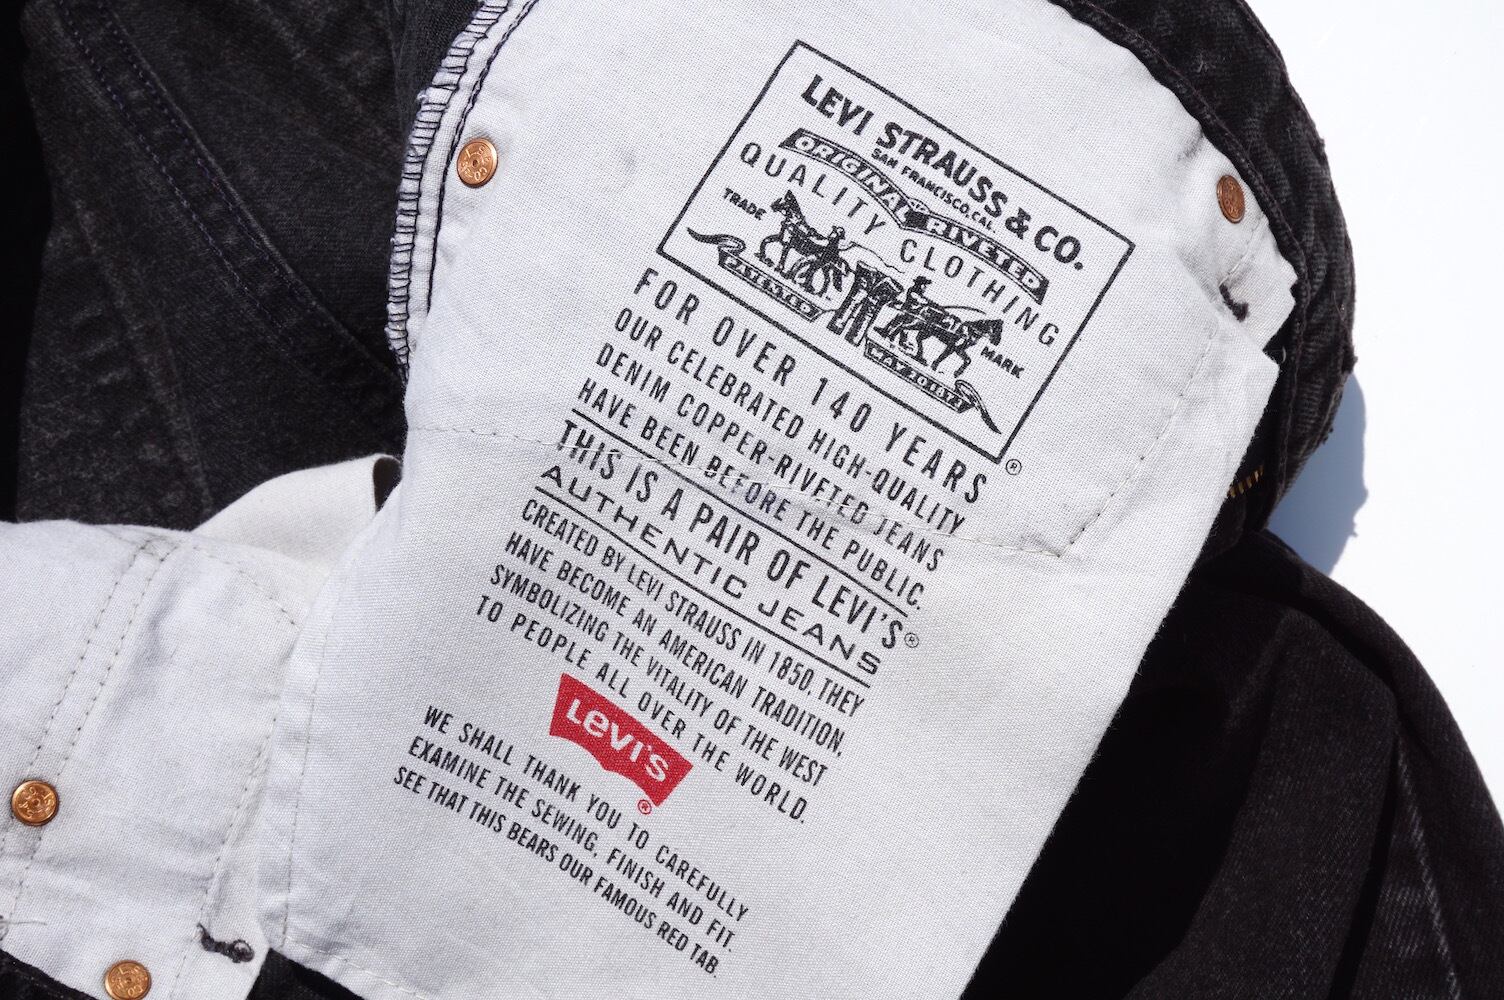 LEVI STRAUSS & CO.
SAN FRANCISCO, CAL.
ORIGINAL RIVETED
QUALITY CLOTHING
TRADE MARK
PATENTED MAY 20 1873
®
FOR OVER 140 YEARS
OUR CELEBRATED HIGH-QUALITY
DENIM COPPER-RIVETED JEANS
HAVE BEEN BEFORE THE PUBLIC.
THIS IS A PAIR OF LEVI'S®
AUTHENTIC JEANS
CREATED BY LEVI STRAUSS IN 1850, THEY
HAVE BECOME AN AMERICAN TRADITION,
SYMBOLIZING THE VITALITY OF THE WEST
TO PEOPLE ALL OVER THE WORLD.
Levi's
®
WE SHALL THANK YOU TO CAREFULLY
EXAMINE THE SEWING, FINISH AND FIT.
SEE THAT THIS BEARS OUR FAMOUS RED TAB.